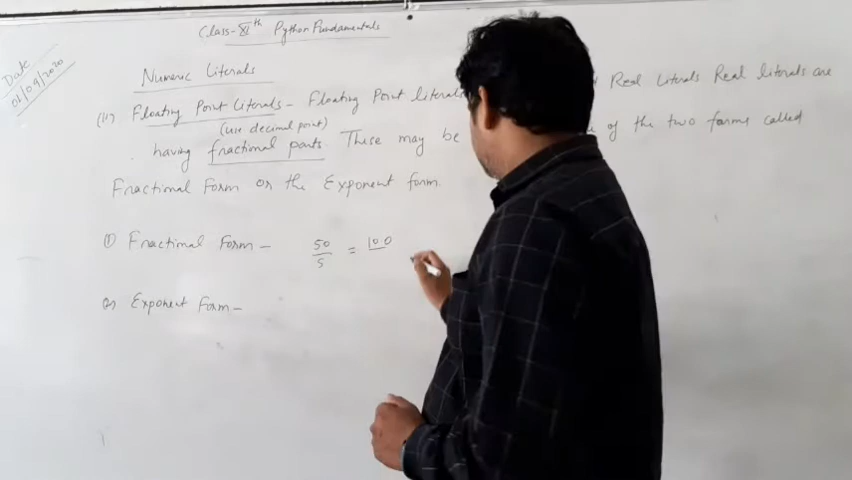 Class-XIth Python Fundamentals
Date
01/09/2020
Numeric Literals
(ii) Floating Point Literals - Floating Point literals Real Literals Real literals are
(use decimal point)
having fractional parts These may be of the two forms called
Fractional Form or the Exponent form.
① Fractional Form - 50/5 = 10.0
② Exponent Form -